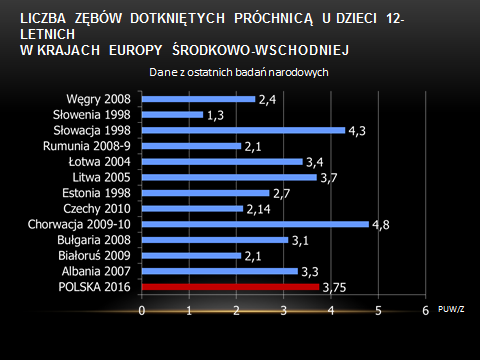 LICZBA ZĘBÓW DOTKNIĘTYCH PRÓCHNICĄ U DZIECI 12-
LETNICH
W KRAJACH EUROPY ŚRODKOWO-WSCHODNIEJ
Dane z ostatnich badań narodowych
Węgry 2008 2,4
Słowenia 1998 1,3
Słowacja 1998 4,3
Rumunia 2008-9 2,1
Łotwa 2004 3,4
Litwa 2005 3,7
Estonia 1998 2,7
Czechy 2010 2,14
Chorwacja 2009-10 4,8
Bułgaria 2008 3,1
Białoruś 2009 2,1
Albania 2007 3,3
POLSKA 2016 3,75
0 1 2 3 4 5 6 PUW/Z